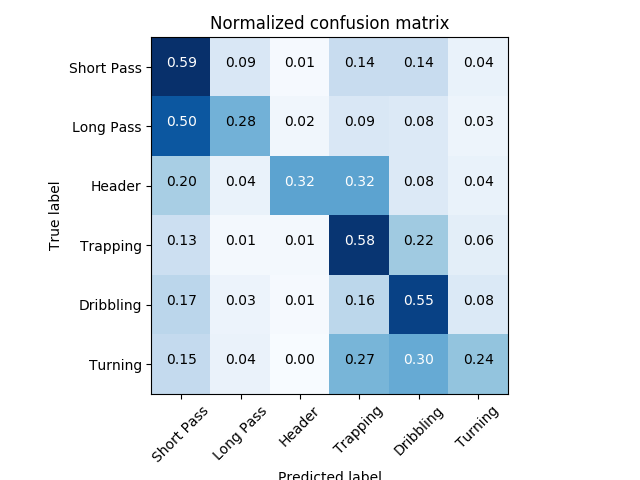 Normalized confusion matrix
True label
Short Pass 0.59 0.09 0.01 0.14 0.14 0.04
Long Pass 0.50 0.28 0.02 0.09 0.08 0.03
Header 0.20 0.04 0.32 0.32 0.08 0.04
Trapping 0.13 0.01 0.01 0.58 0.22 0.06
Dribbling 0.17 0.03 0.01 0.16 0.55 0.08
Turning 0.15 0.04 0.00 0.27 0.30 0.24
Short Pass Long Pass Header Trapping Dribbling Turning
Predicted label